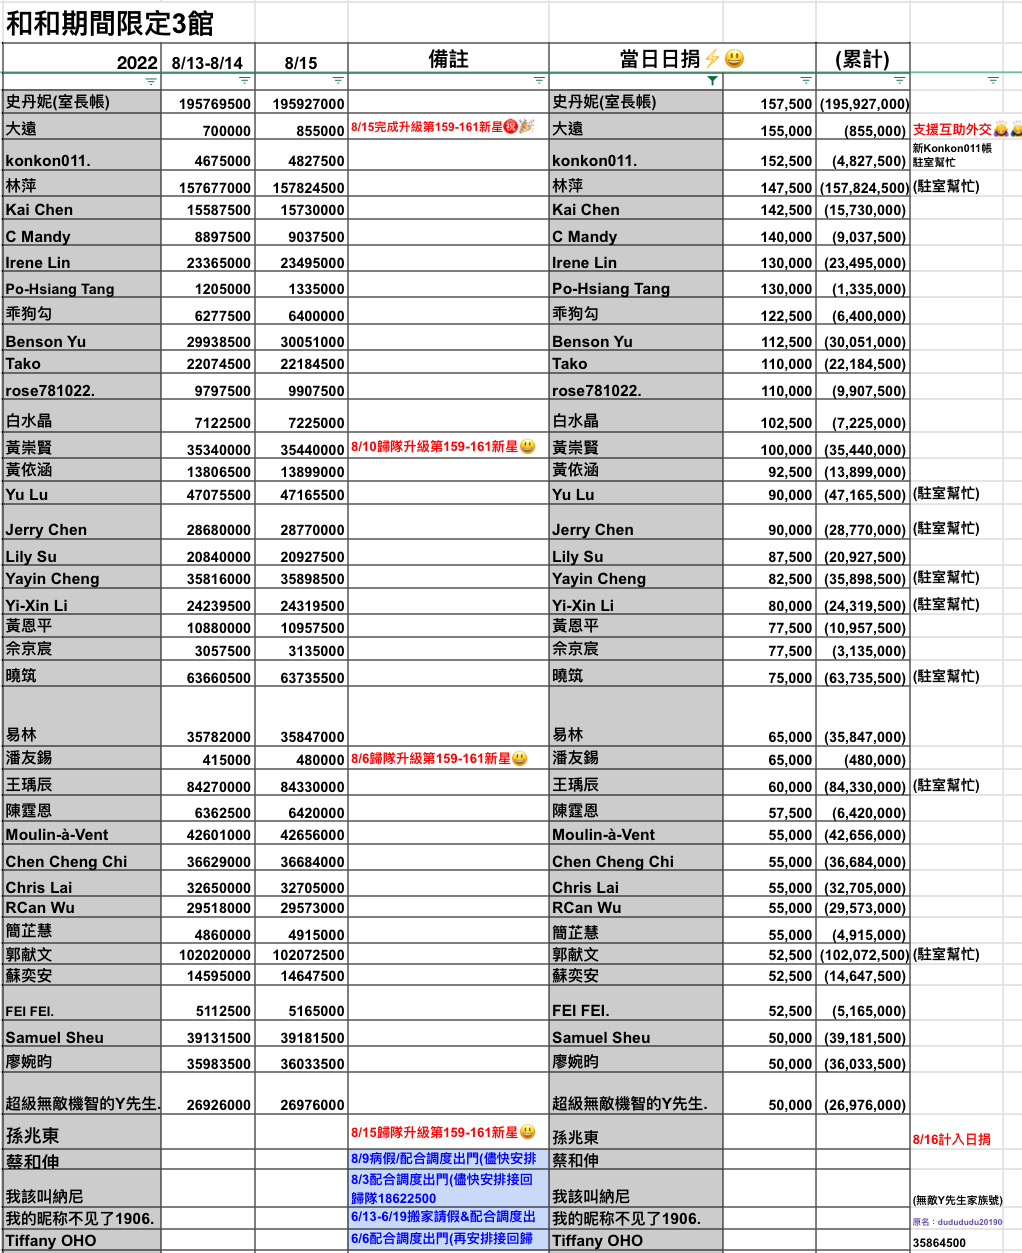 和和期間限定3館
2022 8/13-8/14 8/15 備註 當日日捐⚡😃 (累計)
史丹妮(室長帳) 195769500 195927000 史丹妮(室長帳) 157,500 (195,927,000)
大遠 700000 855000 8/15完成升級第159-161新星㊗️🎉 大遠 155,000 (855,000) 支援互助外交
konkon011. 4675000 4827500 konkon011. 152,500 (4,827,500) 新Konkon011帳
駐室幫忙
林萍 157677000 157824500 林萍 147,500 (157,824,500) (駐室幫忙)
Kai Chen 15587500 15730000 Kai Chen 142,500 (15,730,000)
C Mandy 8897500 9037500 C Mandy 140,000 (9,037,500)
Irene Lin 23365000 23495000 Irene Lin 130,000 (23,495,000)
Po-Hsiang Tang 1205000 1335000 Po-Hsiang Tang 130,000 (1,335,000)
乖狗勾 6277500 6400000 乖狗勾 122,500 (6,400,000)
Benson Yu 29938500 30051000 Benson Yu 112,500 (30,051,000)
Tako 22074500 22184500 Tako 110,000 (22,184,500)
rose781022. 9797500 9907500 rose781022. 110,000 (9,907,500)
白水晶 7122500 7225000 白水晶 102,500 (7,225,000)
黃崇賢 35340000 35440000 8/10歸隊升級第159-161新星😃 黃崇賢 100,000 (35,440,000)
黃依涵 13806500 13899000 黃依涵 92,500 (13,899,000)
Yu Lu 47075500 47165500 Yu Lu 90,000 (47,165,500) (駐室幫忙)
Jerry Chen 28680000 28770000 Jerry Chen 90,000 (28,770,000) (駐室幫忙)
Lily Su 20840000 20927500 Lily Su 87,500 (20,927,500)
Yayin Cheng 35816000 35898500 Yayin Cheng 82,500 (35,898,500) (駐室幫忙)
Yi-Xin Li 24239500 24319500 Yi-Xin Li 80,000 (24,319,500) (駐室幫忙)
黃恩平 10880000 10957500 黃恩平 77,500 (10,957,500)
余京宸 3057500 3135000 余京宸 77,500 (3,135,000)
曉筑 63660500 63735500 曉筑 75,000 (63,735,500) (駐室幫忙)
易林 35782000 35847000 易林 65,000 (35,847,000)
潘友錫 415000 480000 8/6歸隊升級第159-161新星😃 潘友錫 65,000 (480,000)
王瑀辰 84270000 84330000 王瑀辰 60,000 (84,330,000) (駐室幫忙)
陳霆恩 6362500 6420000 陳霆恩 57,500 (6,420,000)
Moulin-à-Vent 42601000 42656000 Moulin-à-Vent 55,000 (42,656,000)
Chen Cheng Chi 36629000 36684000 Chen Cheng Chi 55,000 (36,684,000)
Chris Lai 32650000 32705000 Chris Lai 55,000 (32,705,000)
RCan Wu 29518000 29573000 RCan Wu 55,000 (29,573,000)
簡芷慧 4860000 4915000 簡芷慧 55,000 (4,915,000)
郭献文 102020000 102072500 郭献文 52,500 (102,072,500) (駐室幫忙)
蘇奕安 14595000 14647500 蘇奕安 52,500 (14,647,500)
FEI FEI. 5112500 5165000 FEI FEI. 52,500 (5,165,000)
Samuel Sheu 39131500 39181500 Samuel Sheu 50,000 (39,181,500)
廖婉昀 35983500 36033500 廖婉昀 50,000 (36,033,500)
超級無敵機智的Y先生. 26926000 26976000 超級無敵機智的Y先生. 50,000 (26,976,000)
孫兆東 8/15歸隊升級第159-161新星😃 孫兆東 8/16計入日捐
蔡和伸 8/9病假/配合調度出門(儘快安排 蔡和伸
我該叫納尼 8/3配合調度出門(儘快安排接回 我該叫納尼 (無敵Y先生家族號)
歸隊18622500
我的昵称不见了1906. 6/13-6/19搬家請假&配合調度出 我的昵称不见了1906. 原名：dudududu20190
Tiffany OHO 6/6配合調度出門(再安排接回歸 Tiffany OHO 35864500